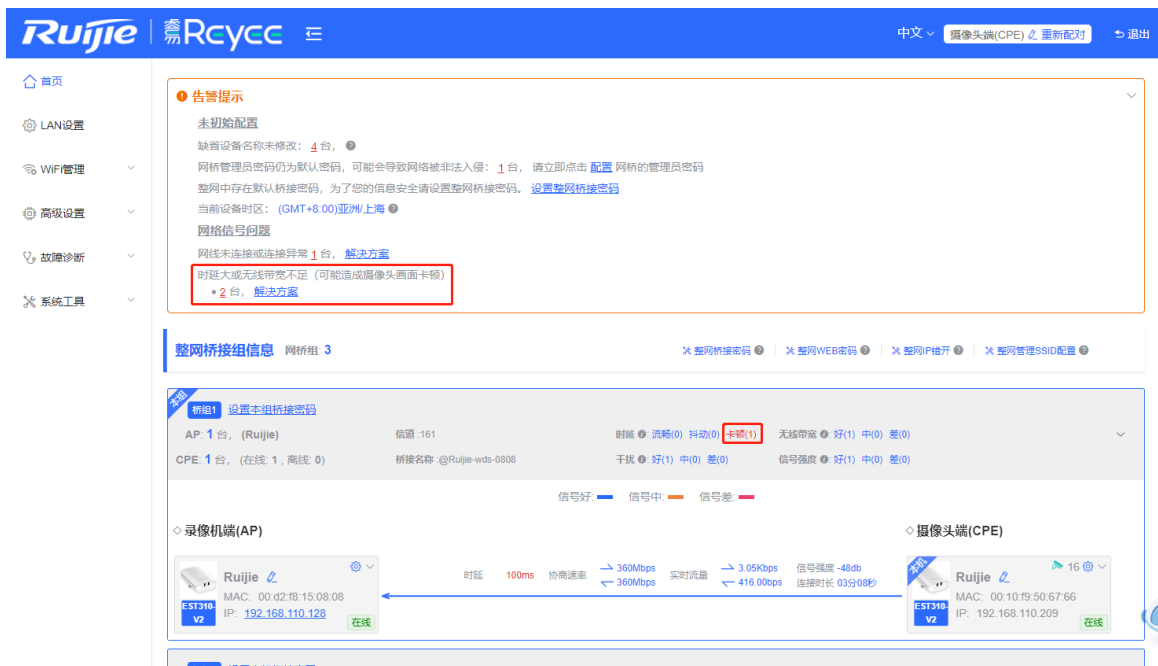 Ruijie 睿易 Reyee 中文 摄像头端(CPE) 重新配对 退出
首页
LAN设置
WiFi管理
高级设置
故障诊断
系统工具
告警提示
未初始配置
缺省设备名称未修改: 4 台,
网桥管理员密码仍为默认密码,可能会导致网络被非法入侵: 1 台, 请立即点击 配置 网桥的管理员密码
整网中存在默认桥接密码,为了您的信息安全请设置整网桥接密码。 设置整网桥接密码
当前设备时区: (GMT+8:00)亚洲/上海
网络信号问题
网线未连接或连接异常 1 台, 解决方案
时延大或无线带宽不足(可能造成摄像头画面卡顿)
• 2 台, 解决方案
整网桥接组信息 网桥组: 3 整网桥接密码 整网WEB密码 整网IP错开 整网管理SSID配置
本组 桥组1 设置本组桥接密码
AP: 1 台, (Ruijie) 信道 :161 时延 : 流畅(0) 抖动(0) 卡顿(1) 无线带宽 : 好(1) 中(0) 差(0)
CPE: 1 台, (在线: 1 , 离线: 0) 桥接名称 :@Ruijie-wds-0808 干扰 : 好(1) 中(0) 差(0) 信号强度 : 好(1) 中(0) 差(0)
信号好: 信号中: 信号差:
录像机端(AP) 摄像头端(CPE)
Ruijie
MAC: 00:d2:f8:15:08:08
IP: 192.168.110.128
EST310-V2
在线
时延 100ms 协商速率 360Mbps 360Mbps 实时流量 3.05Kbps 416.00bps 信号强度 -48db 连接时长 03分08秒
本机 Ruijie 16
MAC: 00:10:f9:50:67:66
IP: 192.168.110.209
EST310-V2
在线